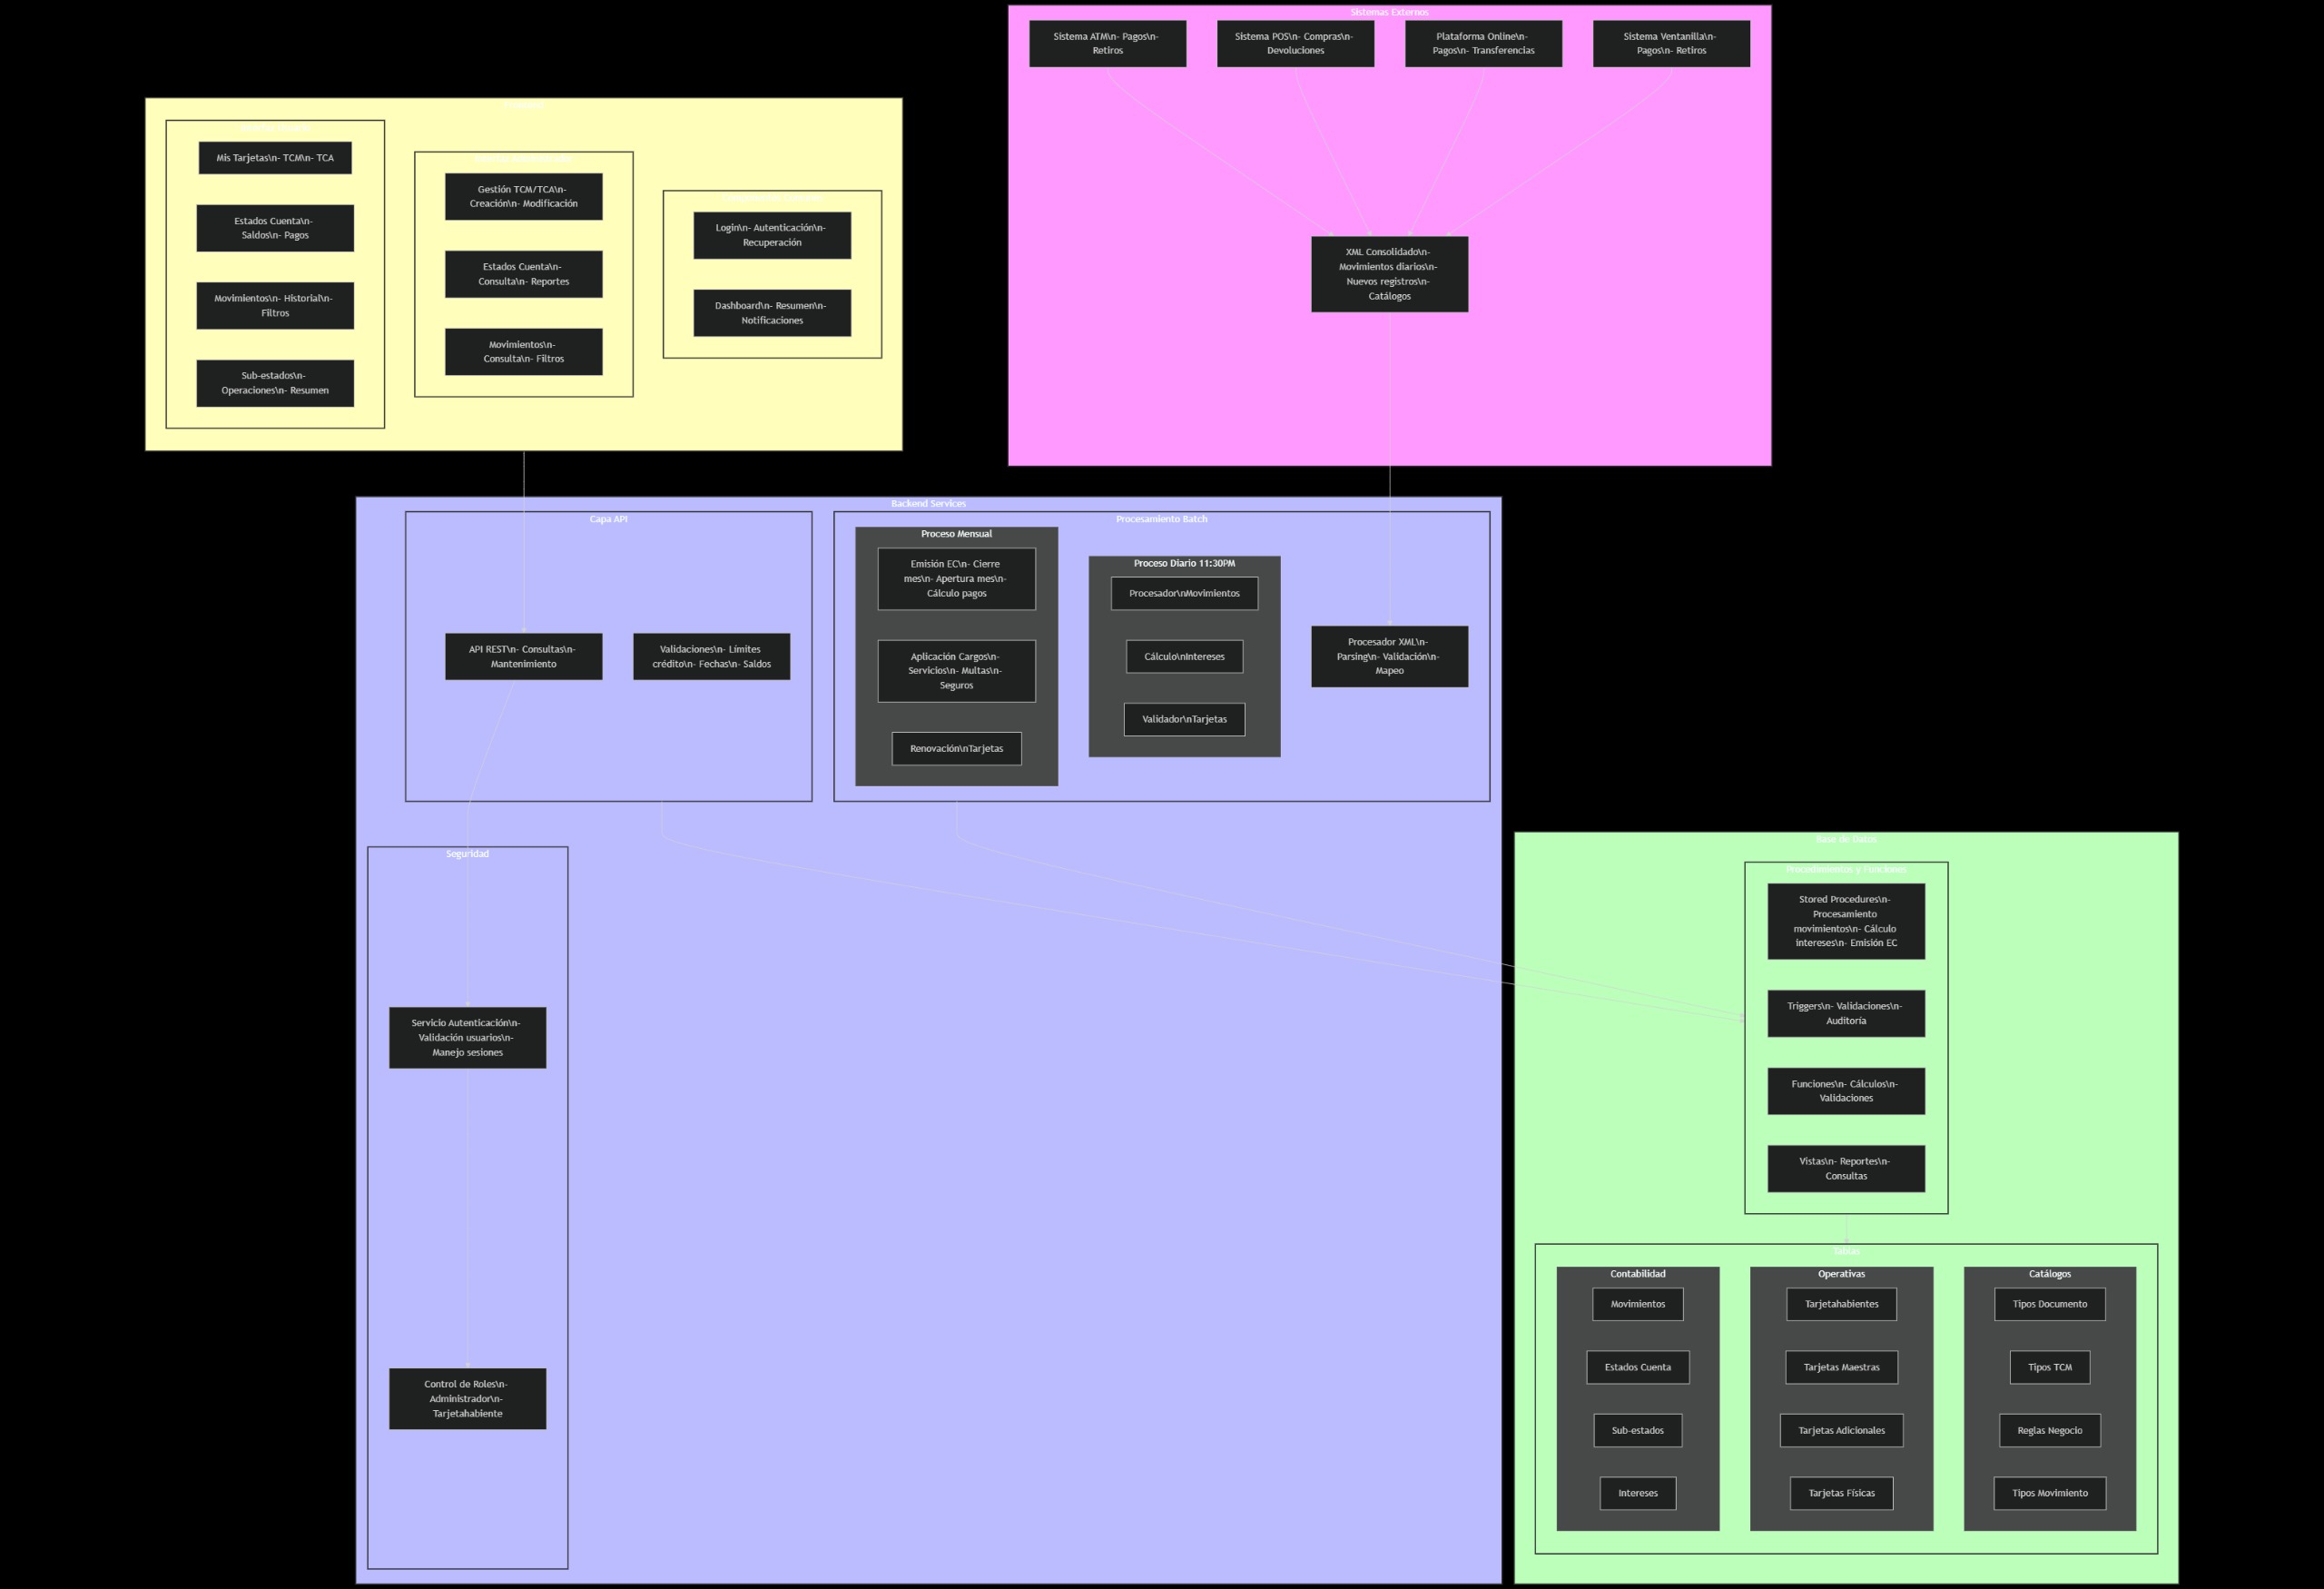 Sistemas Externos
Sistema ATM\n- Pagos\n-
Retiros
Sistema POS\n- Compras\n-
Devoluciones
Plataforma Online\n-
Pagos\n- Transferencias
Sistema Ventanilla\n-
Pagos\n- Retiros
XML Consolidado\n-
Movimientos diarios\n-
Nuevos registros\n-
Catálogos
Mis Tarjetas\n- TCM\n- TCA
Estados Cuenta\n-
Saldos\n- Pagos
Movimientos\n- Historial\n-
Filtros
Sub-estados\n-
Operaciones\n- Resumen
Gestión TCM/TCA\n-
Creación\n- Modificación
Estados Cuenta\n-
Consulta\n- Reportes
Movimientos\n-
Consulta\n- Filtros
Login\n- Autenticación\n-
Recuperación
Dashboard\n- Resumen\n-
Notificaciones
Backend Services
Capa API
API REST\n- Consultas\n-
Mantenimiento
Validaciones\n- Límites
crédito\n- Fechas\n- Saldos
Procesamiento Batch
Proceso Mensual
Emisión EC\n- Cierre
mes\n- Apertura mes\n-
Cálculo pagos
Aplicación Cargos\n-
Servicios\n- Multas\n-
Seguros
Renovación\nTarjetas
Proceso Diario 11:30PM
Procesador\nMovimientos
Cálculo\nIntereses
Validador\nTarjetas
Procesador XML\n-
Parsing\n- Validación\n-
Mapeo
Seguridad
Servicio Autenticación\n-
Validación usuarios\n-
Manejo sesiones
Control de Roles\n-
Administrador\n-
Tarjetahabiente
Base de Datos
Procedimientos y Funciones
Stored Procedures\n-
Procesamiento
movimientos\n- Cálculo
intereses\n- Emisión EC
Triggers\n- Validaciones\n-
Auditoría
Funciones\n- Cálculos\n-
Validaciones
Vistas\n- Reportes\n-
Consultas
Tablas
Contabilidad
Movimientos
Estados Cuenta
Sub-estados
Intereses
Operativas
Tarjetahabientes
Tarjetas Maestras
Tarjetas Adicionales
Tarjetas Físicas
Catálogos
Tipos Documento
Tipos TCM
Reglas Negocio
Tipos Movimiento